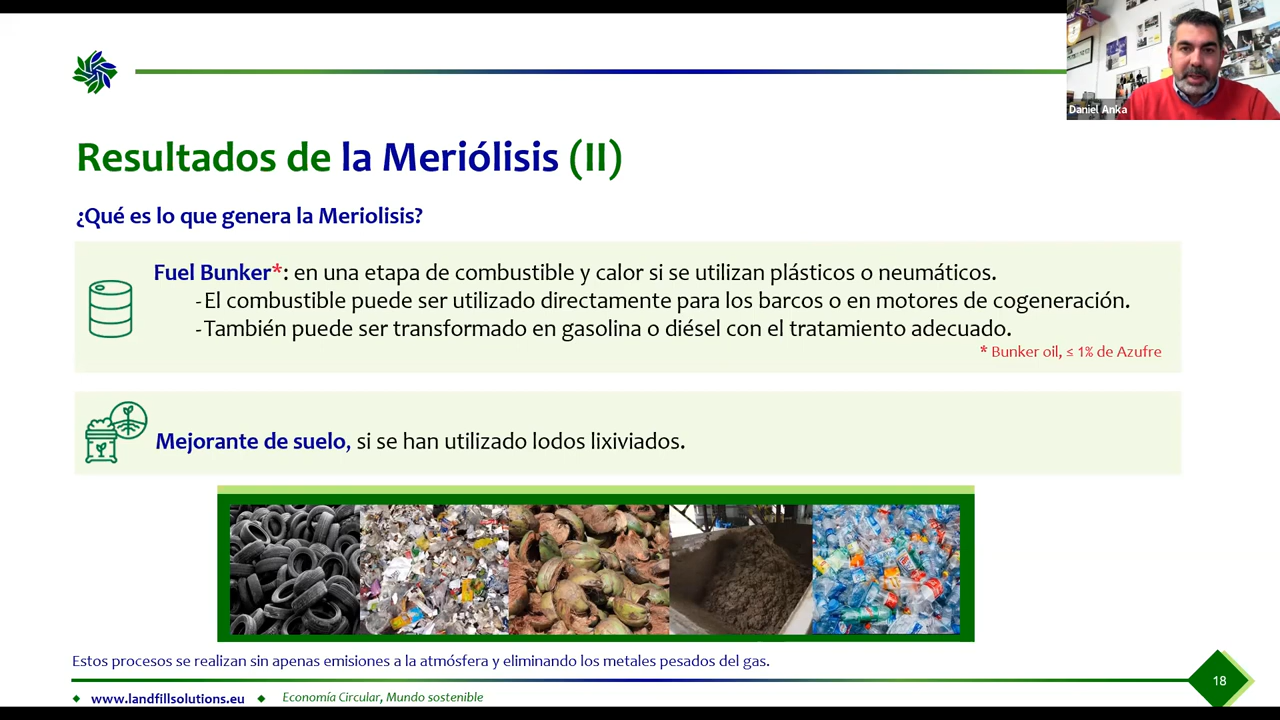 Daniel Anka
Resultados de la Meriólisis (II)
¿Qué es lo que genera la Meriolisis?
Fuel Bunker*: en una etapa de combustible y calor si se utilizan plásticos o neumáticos.
-El combustible puede ser utilizado directamente para los barcos o en motores de cogeneración.
-También puede ser transformado en gasolina o diésel con el tratamiento adecuado.
* Bunker oil, ≤ 1% de Azufre
Mejorante de suelo, si se han utilizado lodos lixiviados.
Estos procesos se realizan sin apenas emisiones a la atmósfera y eliminando los metales pesados del gas.
18
www.landfillsolutions.eu
Economía Circular, Mundo sostenible